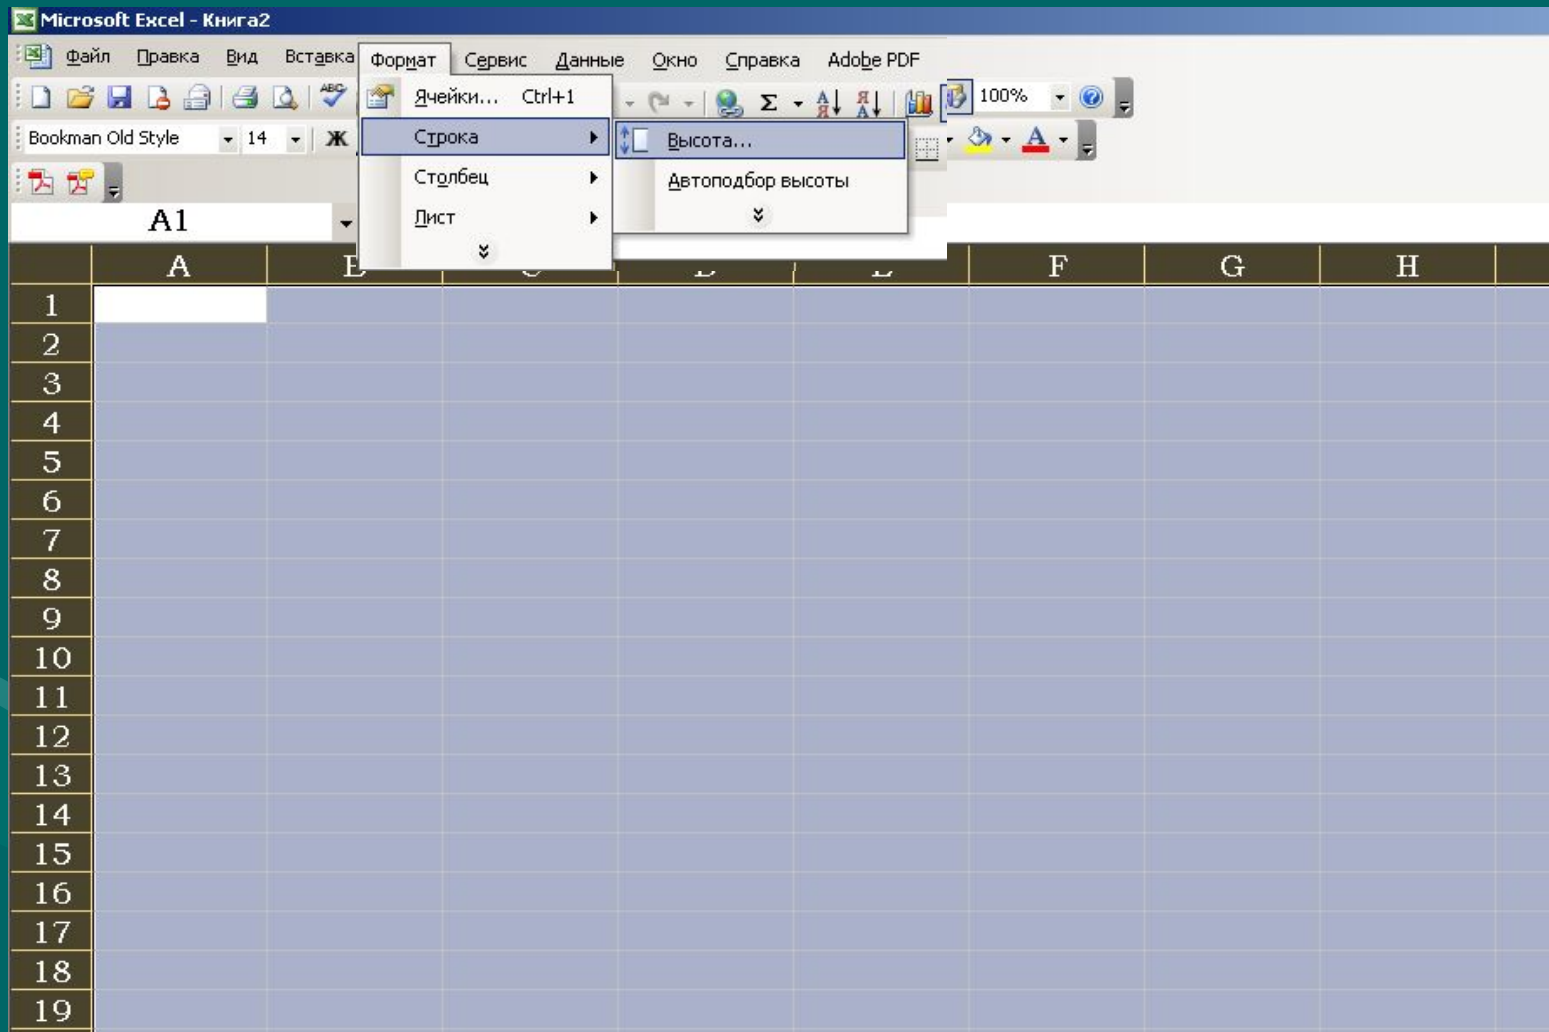 Microsoft Excel - Книга2
Файл Правка Вид Вставка Формат Сервис Данные Окно Справка Adobe PDF
ABC Ячейки... Ctrl+1 Σ А Я Я А 100%
Bookman Old Style 14 Ж Строка Высота... А
Столбец Автоподбор высоты
A1 Лист
A F G H
1
2
3
4
5
6
7
8
9
10
11
12
13
14
15
16
17
18
19